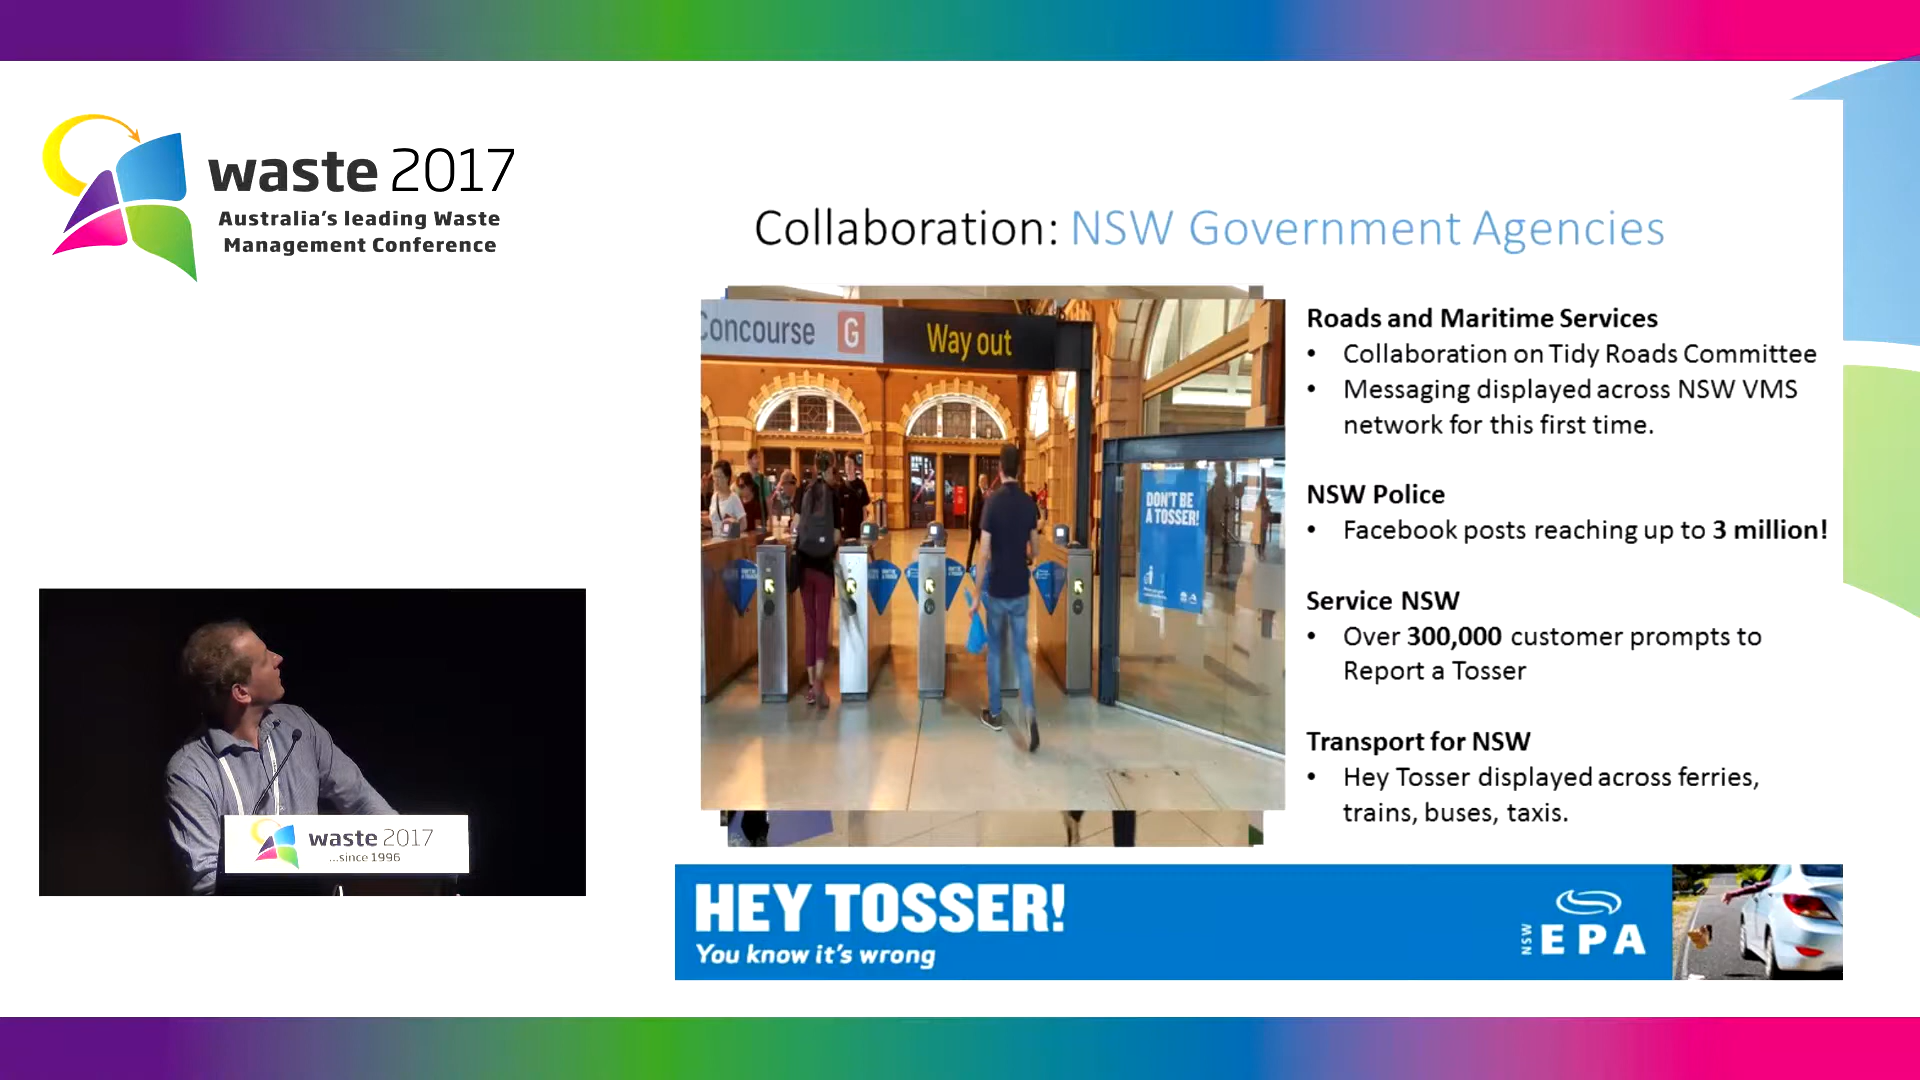 waste 2017
Australia's leading Waste
Management Conference
Collaboration: NSW Government Agencies
Concourse G
Way out
DON'T BE
A TOSSER!
Roads and Maritime Services
• Collaboration on Tidy Roads Committee
• Messaging displayed across NSW VMS
network for this first time.
NSW Police
• Facebook posts reaching up to 3 million!
Service NSW
• Over 300,000 customer prompts to
Report a Tosser
Transport for NSW
• Hey Tosser displayed across ferries,
trains, buses, taxis.
waste 2017
...since 1996
HEY TOSSER!
You know it's wrong
NSW EPA